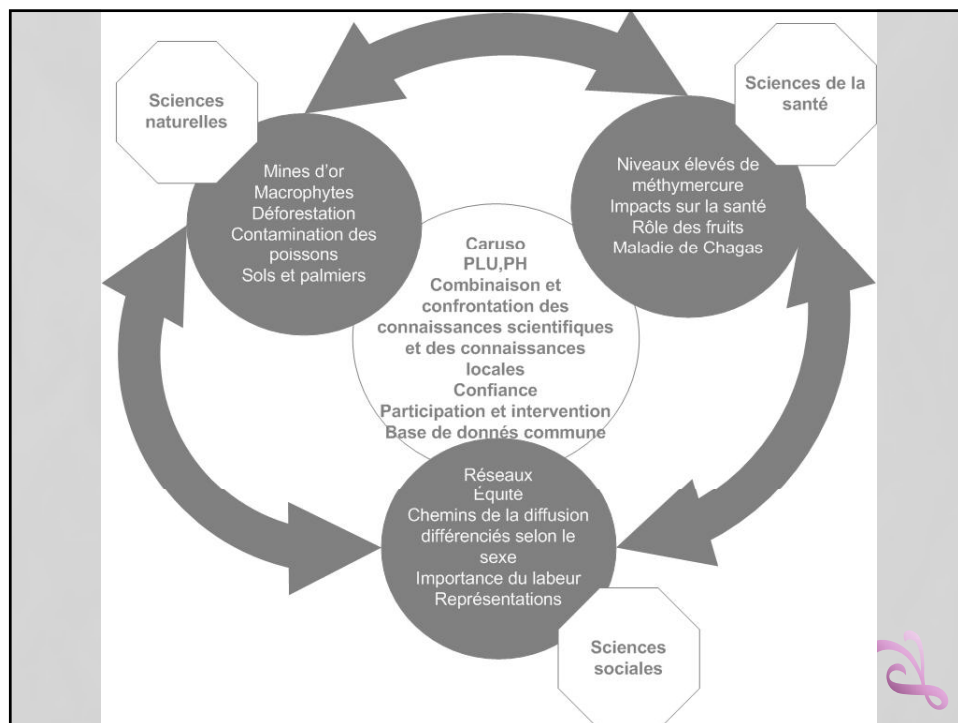 Sciences
naturelles
Sciences de la
santé
Mines d'or
Macrophytes
Déforestation
Contamination des
poissons
Sols et palmiers
Niveaux élevés de
méthymercure
Impacts sur la santé
Rôle des fruits
Maladie de Chagas
Caruso
PLU,PH
Combinaison et
confrontation des
connaissances scientifiques
et des connaissances
locales
Confiance
Participation et intervention
Base de donnés commune
Réseaux
Équité
Chemins de la diffusion
différenciés selon le
sexe
Importance du labeur
Représentations
Sciences
sociales